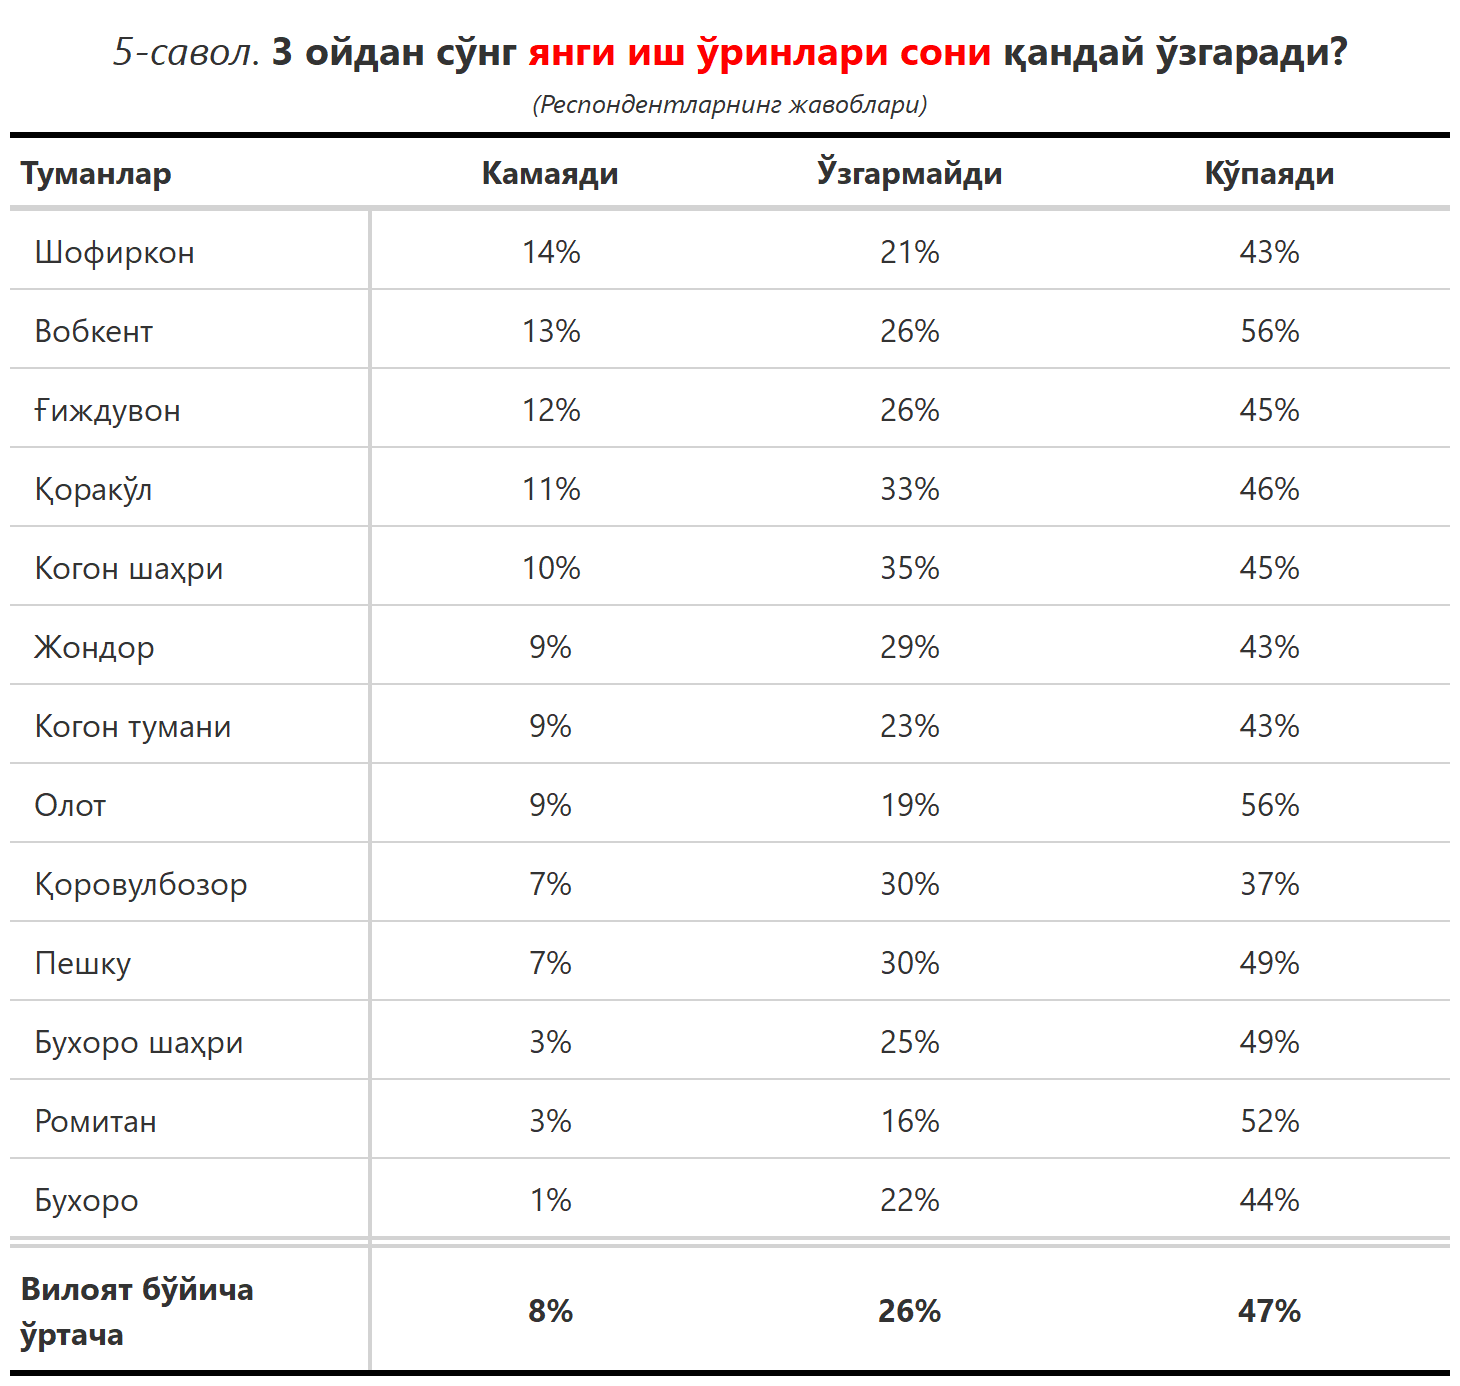 5-савол. 3 ойдан сўнг янги иш ўринлари сони қандай ўзгаради?
(Респондентларнинг жавоблари)
Туманлар Камаяди Ўзгармайди Кўпаяди
Шофиркон 14% 21% 43%
Вобкент 13% 26% 56%
Ғиждувон 12% 26% 45%
Қоракўл 11% 33% 46%
Когон шаҳри 10% 35% 45%
Жондор 9% 29% 43%
Когон тумани 9% 23% 43%
Олот 9% 19% 56%
Қоровулбозор 7% 30% 37%
Пешку 7% 30% 49%
Бухоро шаҳри 3% 25% 49%
Ромитан 3% 16% 52%
Бухоро 1% 22% 44%
Вилоят бўйича
ўртача 8% 26% 47%